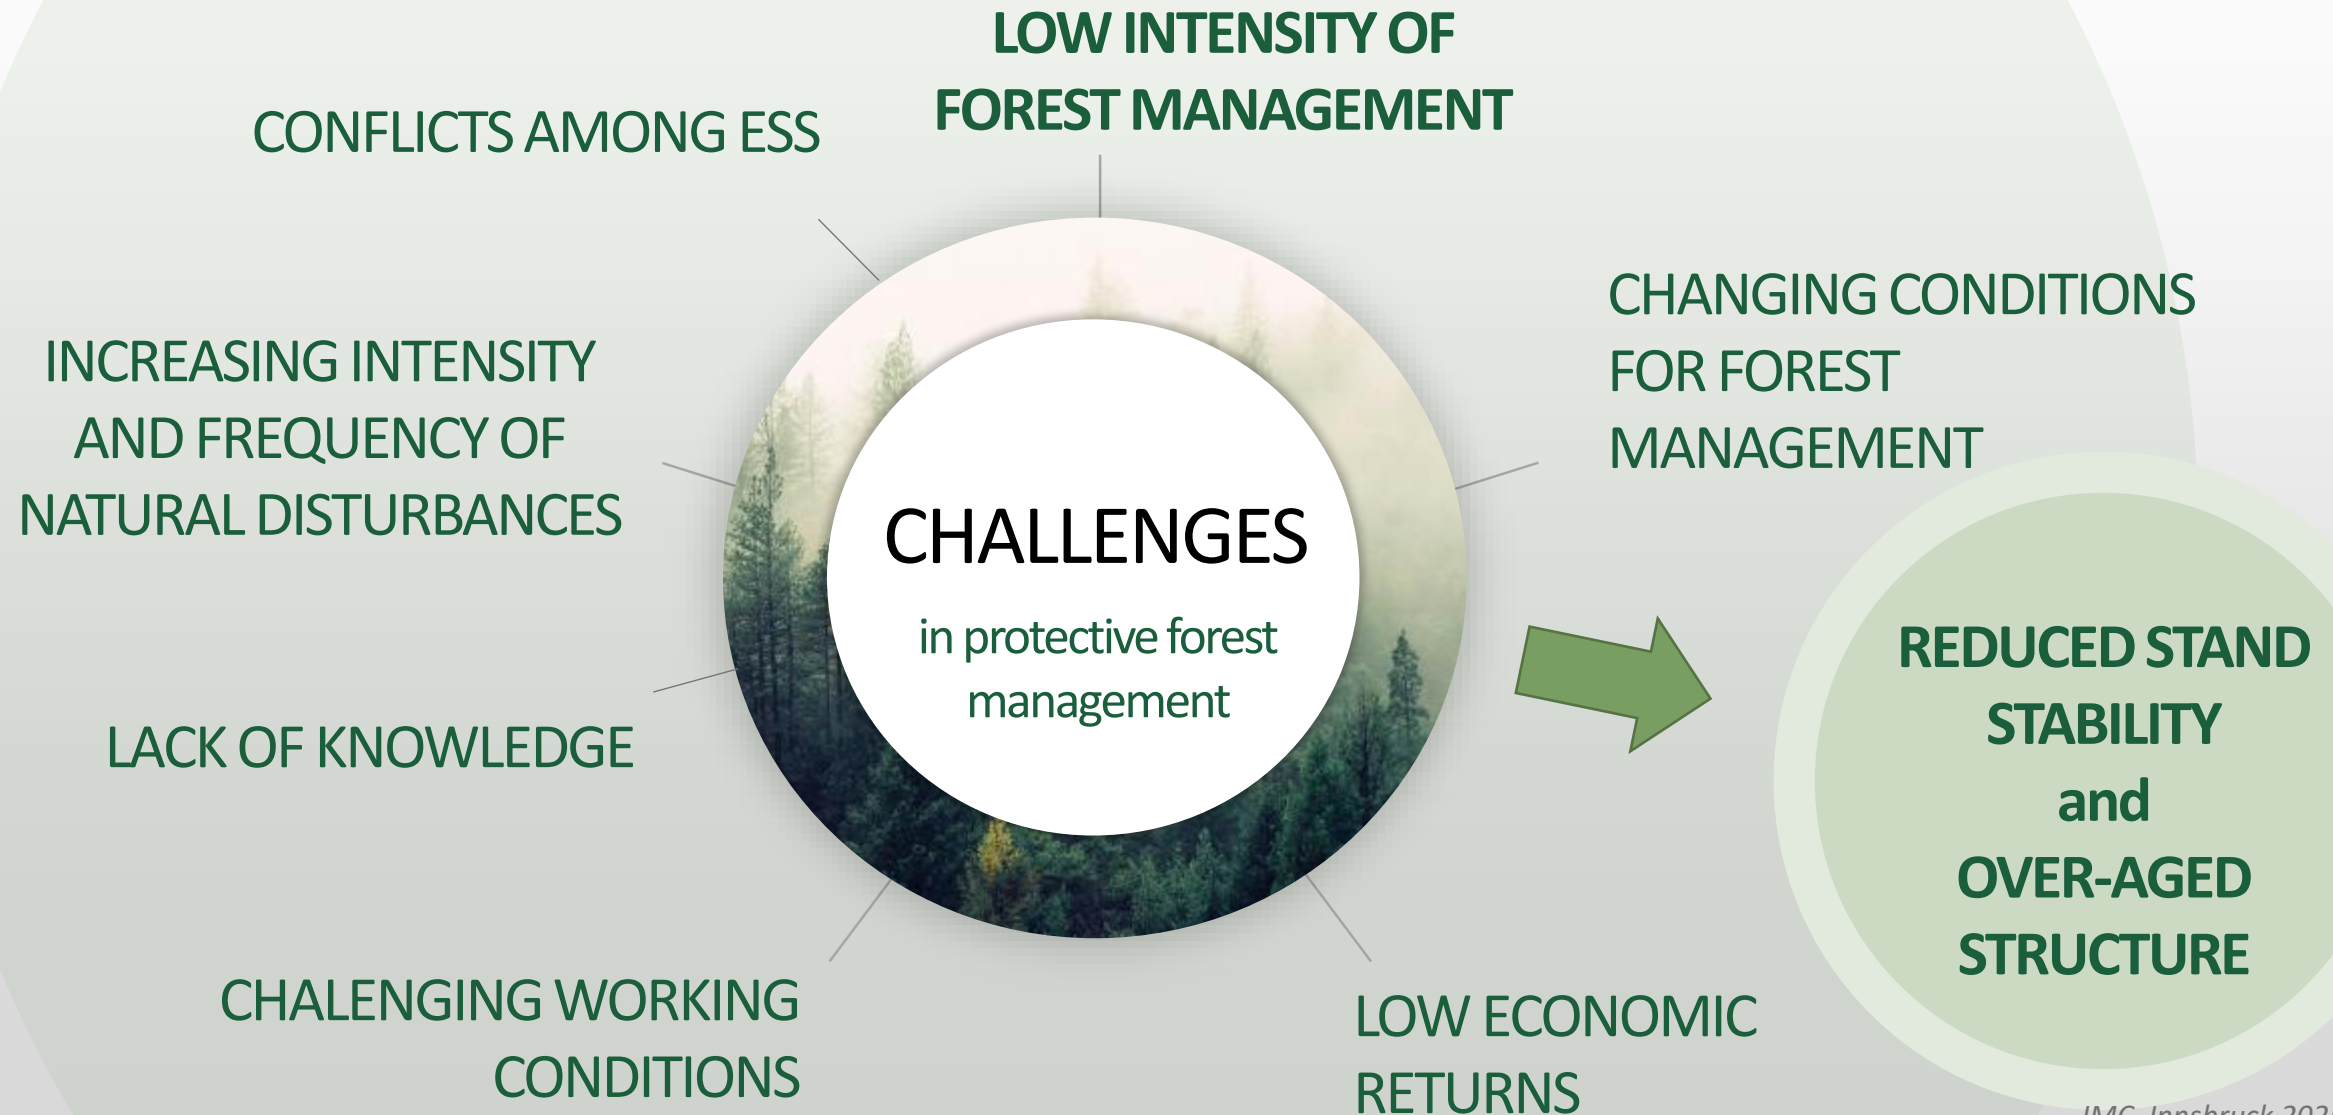 LOW INTENSITY OF
FOREST MANAGEMENT
CONFLICTS AMONG ESS
CHANGING CONDITIONS
FOR FOREST
MANAGEMENT
INCREASING INTENSITY
AND FREQUENCY OF
NATURAL DISTURBANCES
CHALLENGES
in protective forest
management
LACK OF KNOWLEDGE
REDUCED STAND
STABILITY
and
OVER-AGED
STRUCTURE
CHALENGING WORKING
CONDITIONS
LOW ECONOMIC
RETURNS
IMC, Innsbruck